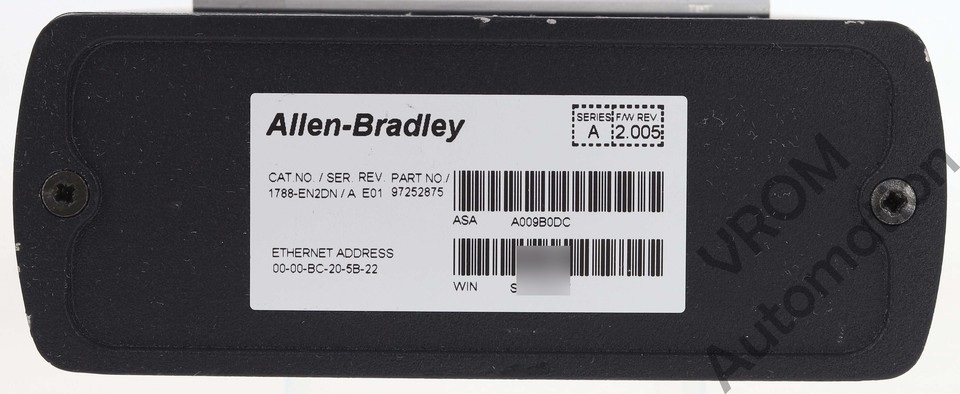 Allen-Bradley
SERIES F/W REV.
A 2.005
CAT.NO. / SER. REV. PART NO/
1788-EN2DN / A E01 97252875
ASA A009B0DC
ETHERNET ADDRESS
00-00-BC-20-5B-22
WIN S
VROM
Automation